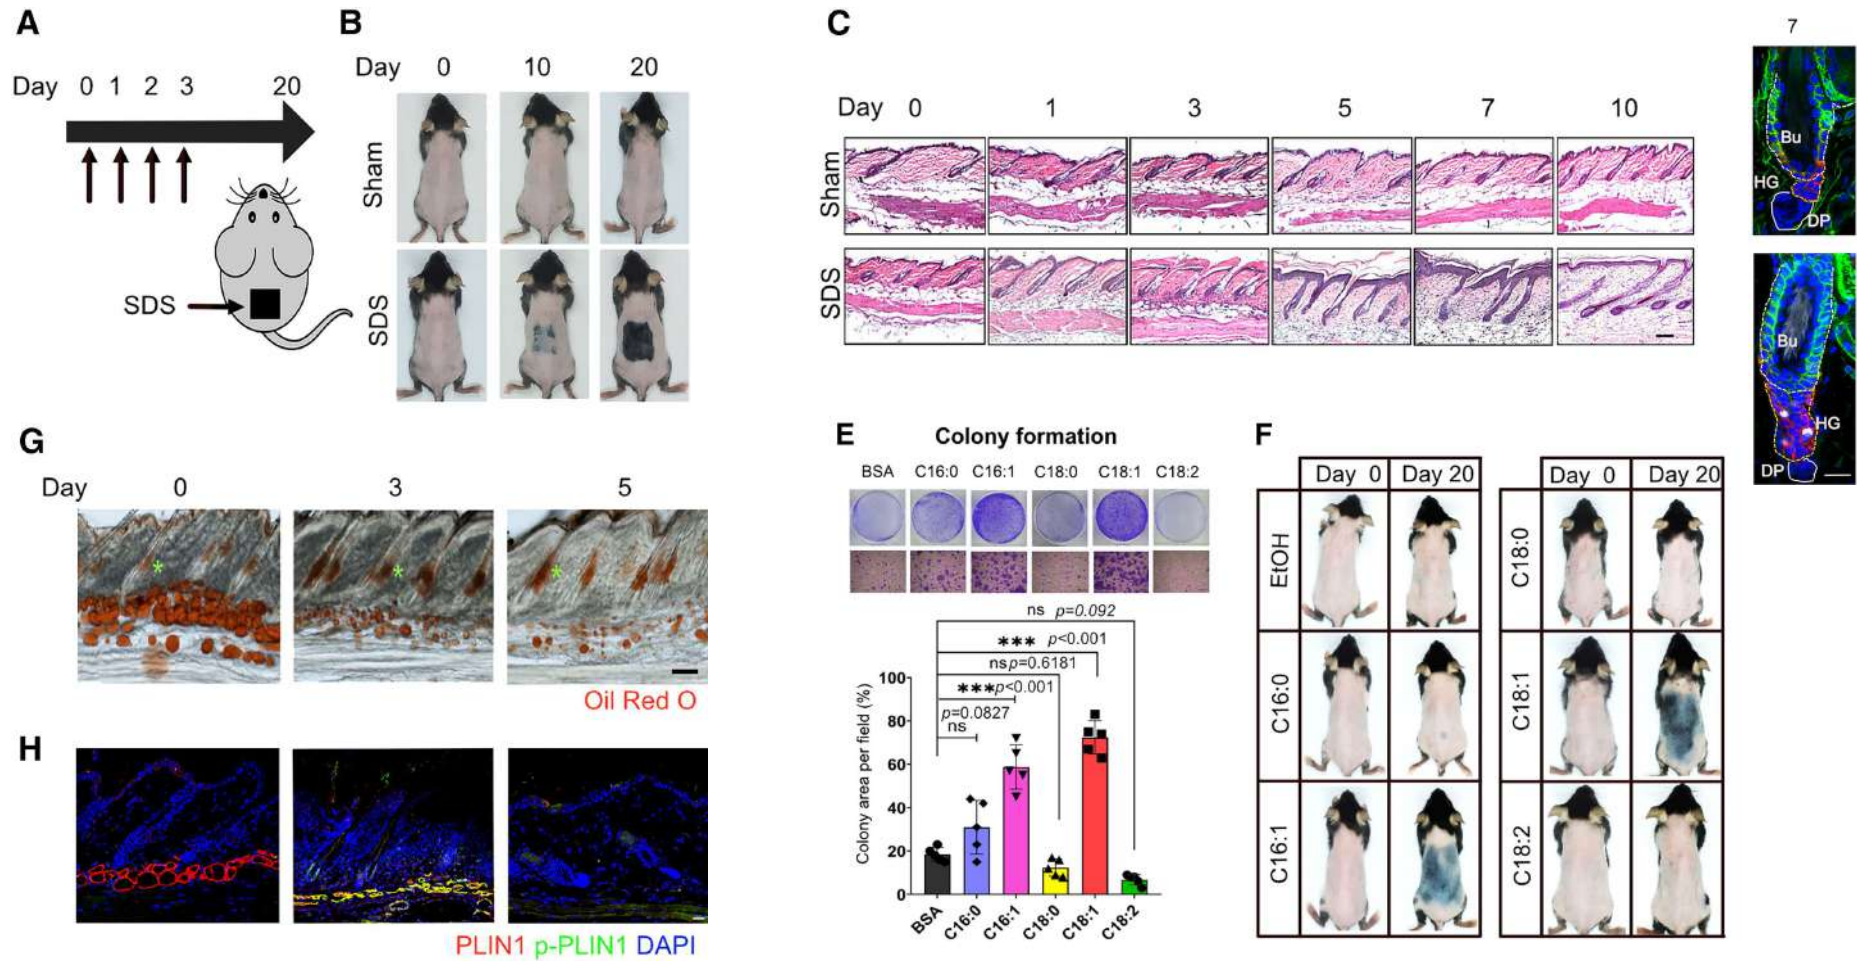 A
Day 0 1 2 3 20
SDS
B
Day 0 10 20
Sham
SDS
C
Day 0 1 3 5 7 10
Sham
SDS
7
Bu
HG
DP
Bu
HG
DP
G
Day 0 3 5
*
*
*
Oil Red O
H
PLIN1 p-PLIN1 DAPI
E
Colony formation
BSA C16:0 C16:1 C18:0 C18:1 C18:2
ns p=0.092
*** p<0.001
ns p=0.6181
*** p<0.001
p=0.0827
ns
Colony area per field (%)
100
80
60
40
20
0
BSA C16:0 C16:1 C18:0 C18:1 C18:2
F
Day 0 Day 20
EtOH
C16:0
C16:1
Day 0 Day 20
C18:0
C18:1
C18:2